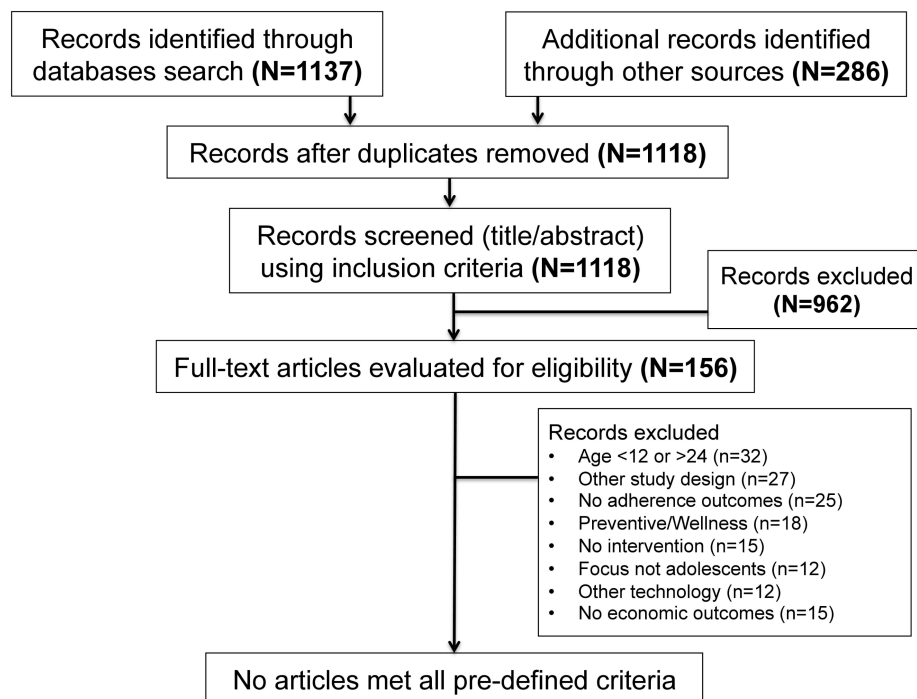 Records identified through
databases search (N=1137)
Additional records identified
through other sources (N=286)
Records after duplicates removed (N=1118)
Records screened (title/abstract)
using inclusion criteria (N=1118)
Records excluded
(N=962)
Full-text articles evaluated for eligibility (N=156)
Records excluded
• Age <12 or >24 (n=32)
• Other study design (n=27)
• No adherence outcomes (n=25)
• Preventive/Wellness (n=18)
• No intervention (n=15)
• Focus not adolescents (n=12)
• Other technology (n=12)
• No economic outcomes (n=15)
No articles met all pre-defined criteria